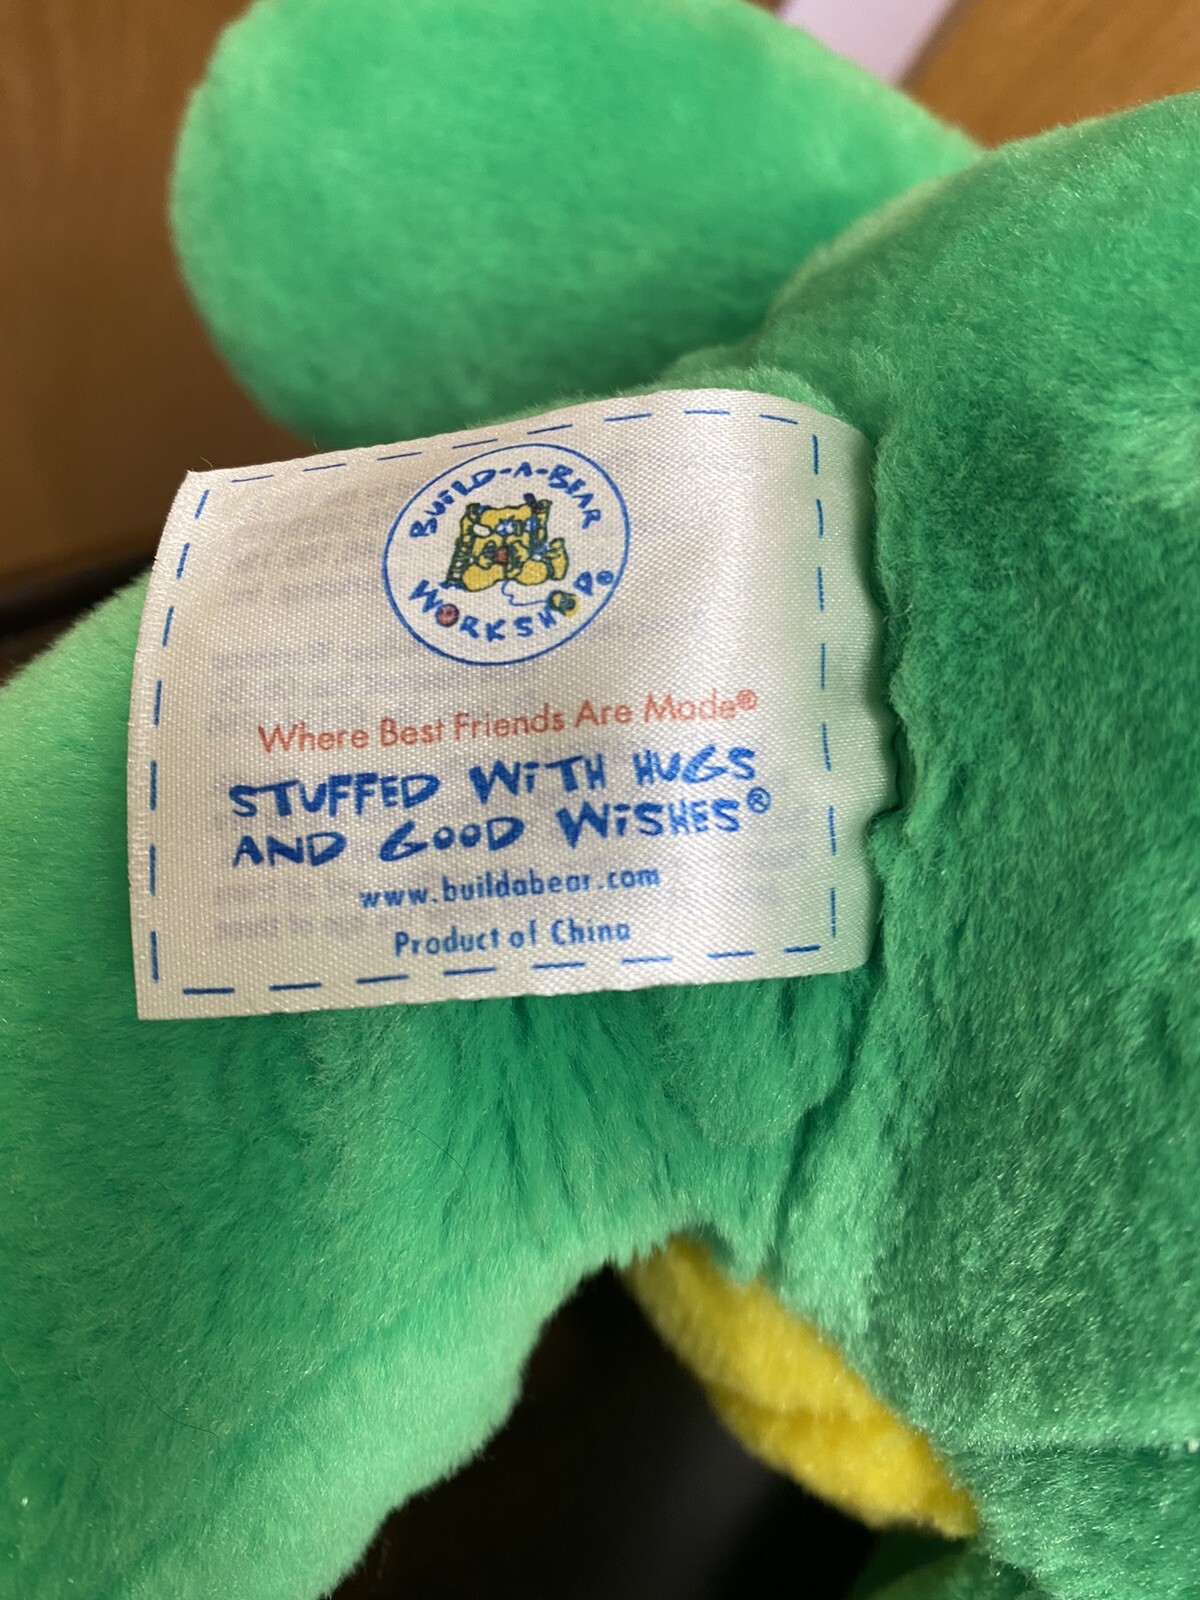 BUiLD-A-BEAR
WORKSHOP®
Where Best Friends Are Made®
STUFFED WiTH HUGS
AND GOOD WiSHES®
www.buildabear.com
Product of China